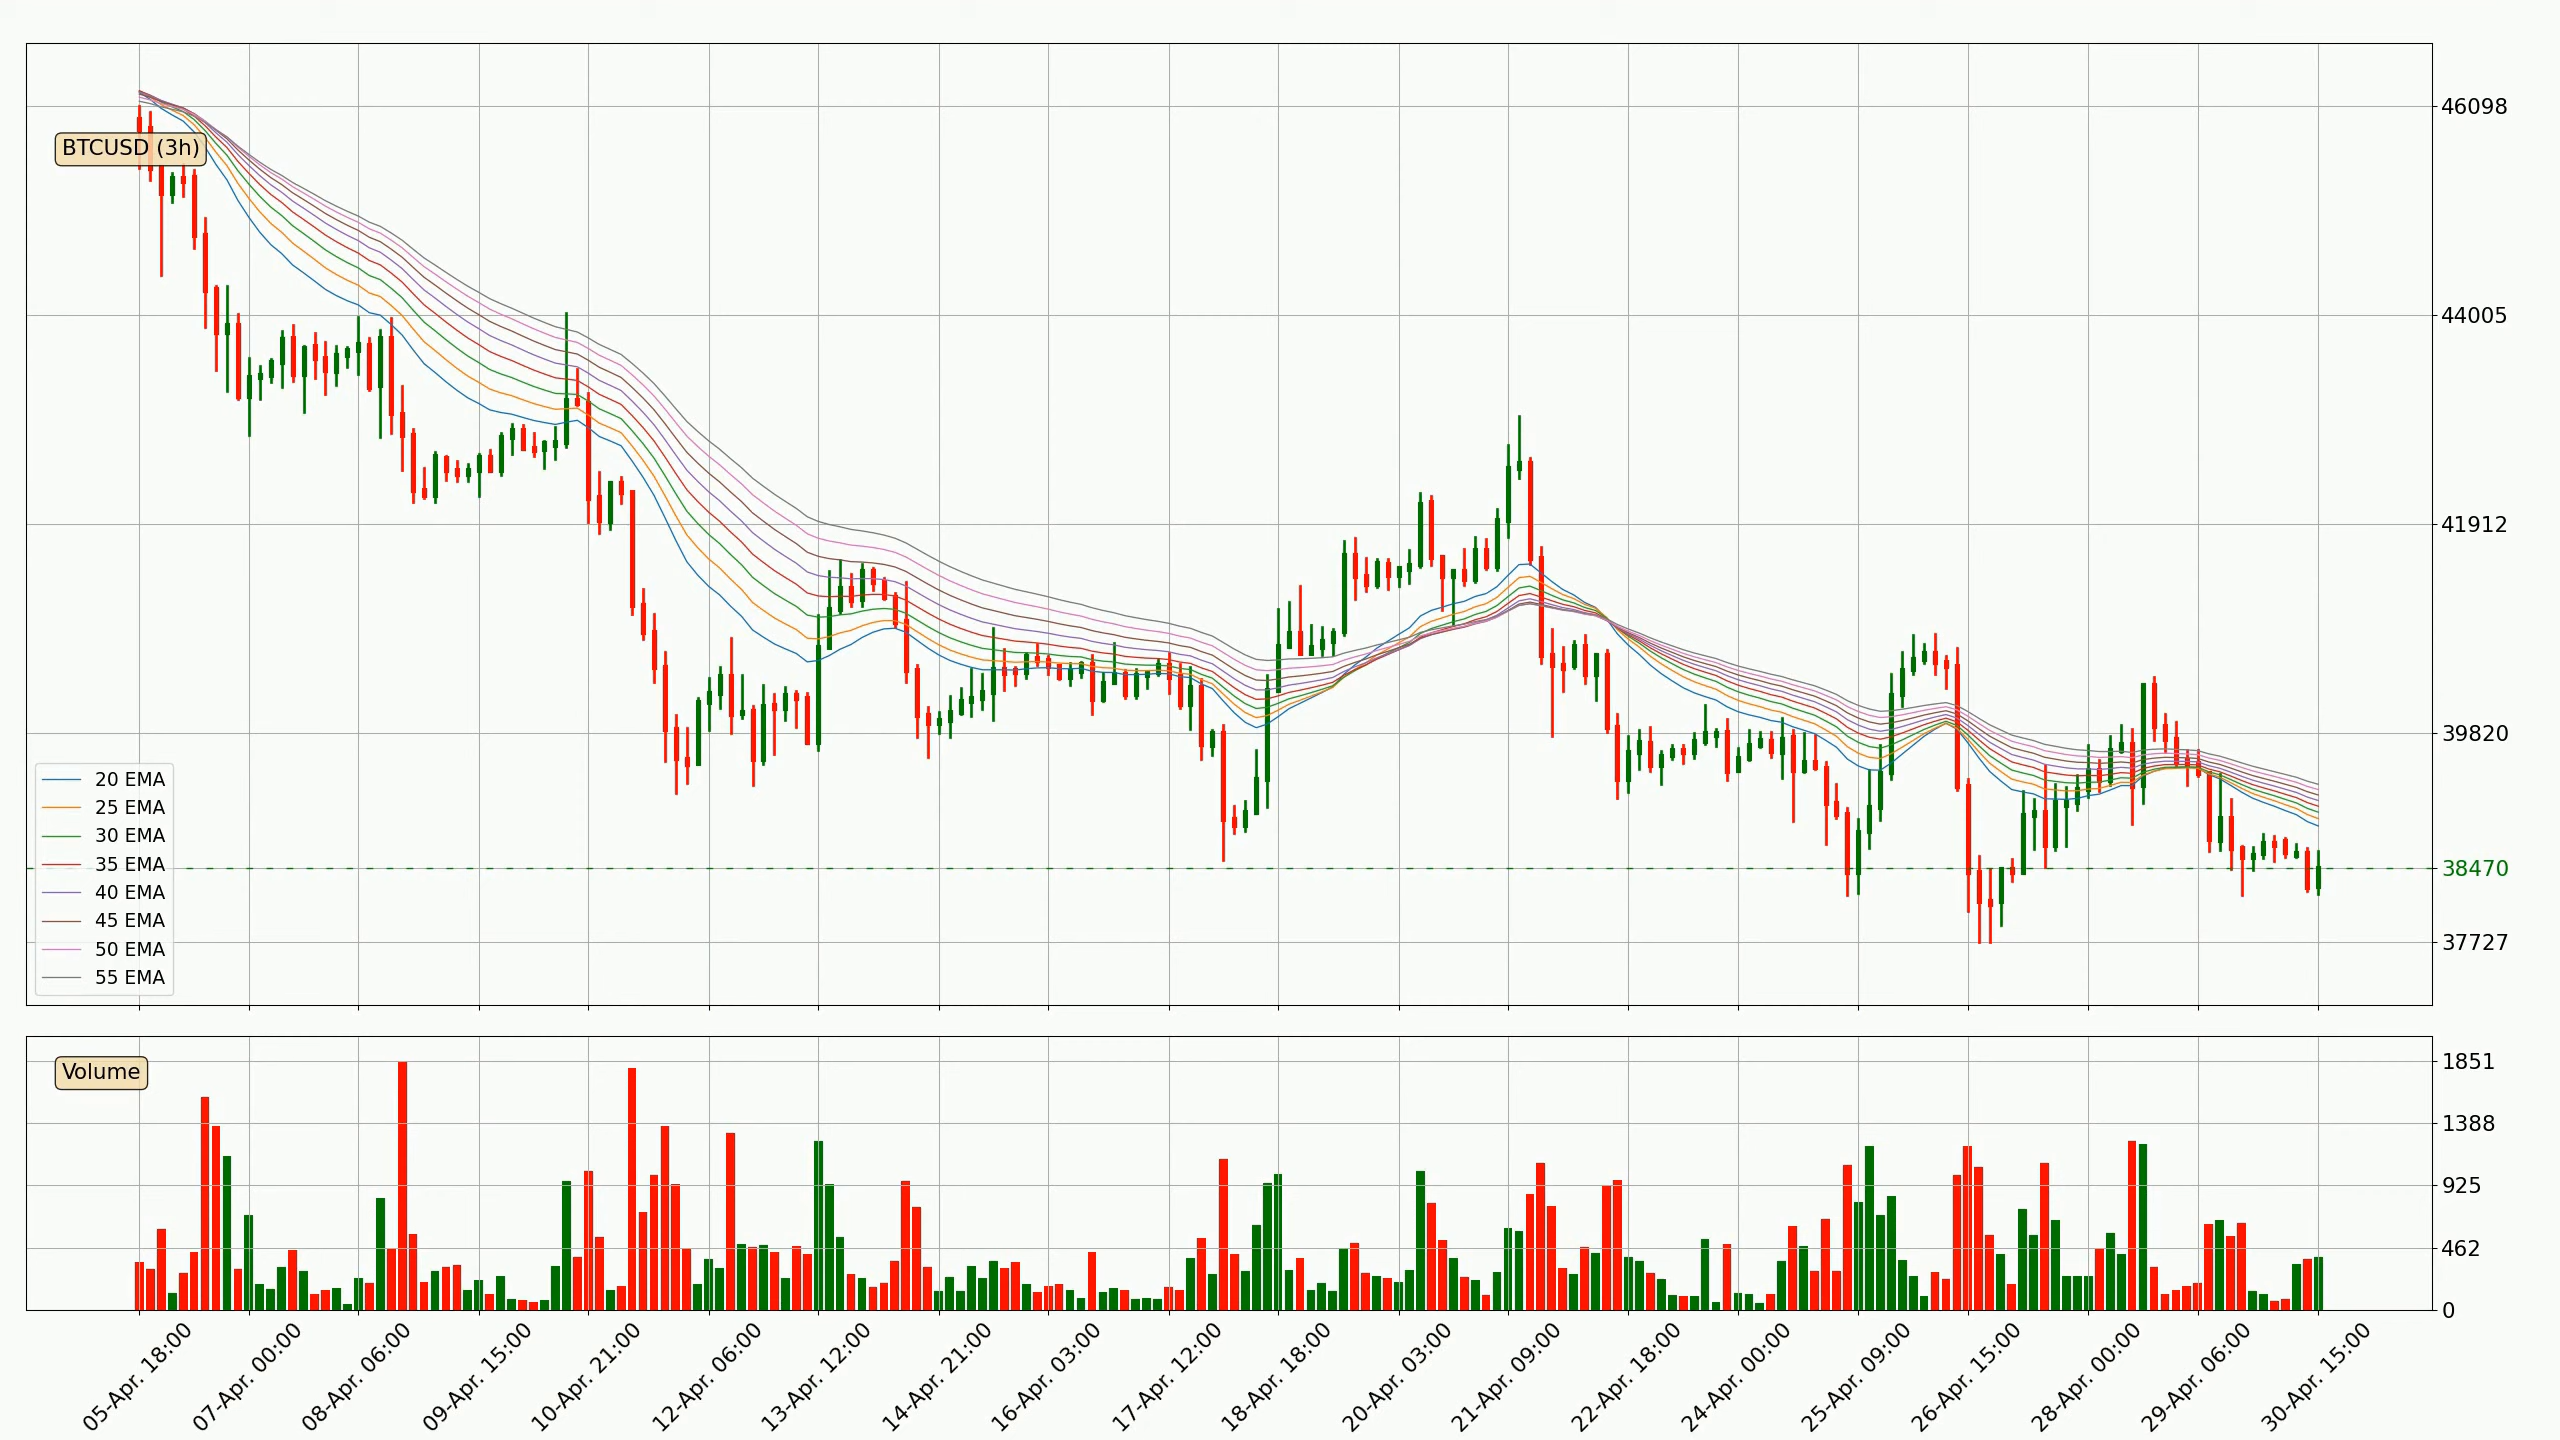 BTCUSD (3h)
46098
44005
41912
39820
38470
37727
20 EMA
25 EMA
30 EMA
35 EMA
40 EMA
45 EMA
50 EMA
55 EMA
Volume
1851
1388
925
462
0
05-Apr. 18:00
07-Apr. 00:00
08-Apr. 06:00
09-Apr. 15:00
10-Apr. 21:00
12-Apr. 06:00
13-Apr. 12:00
14-Apr. 21:00
16-Apr. 03:00
17-Apr. 12:00
18-Apr. 18:00
20-Apr. 03:00
21-Apr. 09:00
22-Apr. 18:00
24-Apr. 00:00
25-Apr. 09:00
26-Apr. 15:00
28-Apr. 00:00
29-Apr. 06:00
30-Apr. 15:00